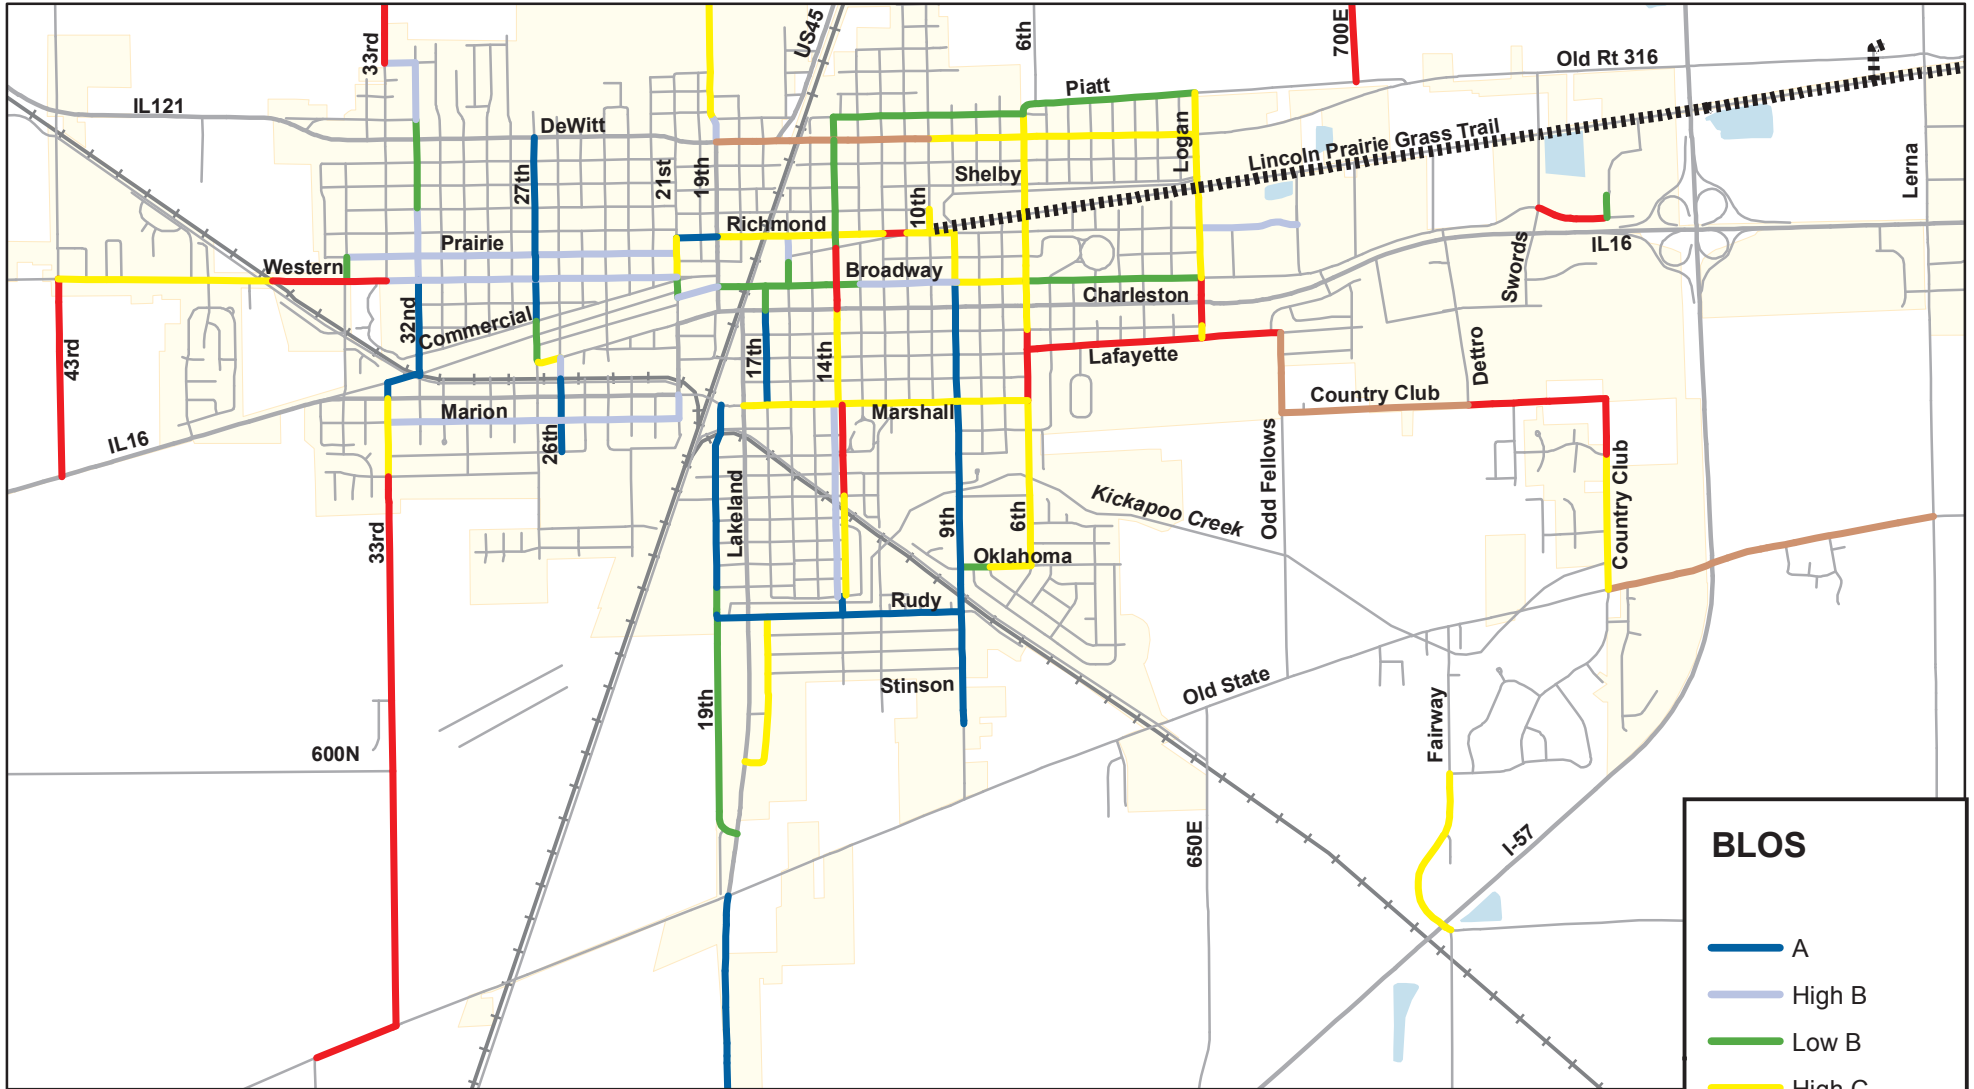 33rd
US45
6th
700E
Old Rt 316
IL121
DeWitt
Piatt
27th
21st
19th
Shelby
Logan
Lincoln Prairie Grass Trail
Lerna
10th
Richmond
Prairie
Western
Broadway
Charleston
Swords
IL16
43rd
32nd
Commercial
17th
14th
Lafayette
Dettro
Country Club
Marion
Marshall
IL16
26th
Lakeland
9th
6th
Kickapoo Creek
Odd Fellows
Country Club
33rd
Oklahoma
Rudy
Stinson
Old State
19th
Fairway
600N
650E
I-57
BLOS
A
High B
Low B
High C